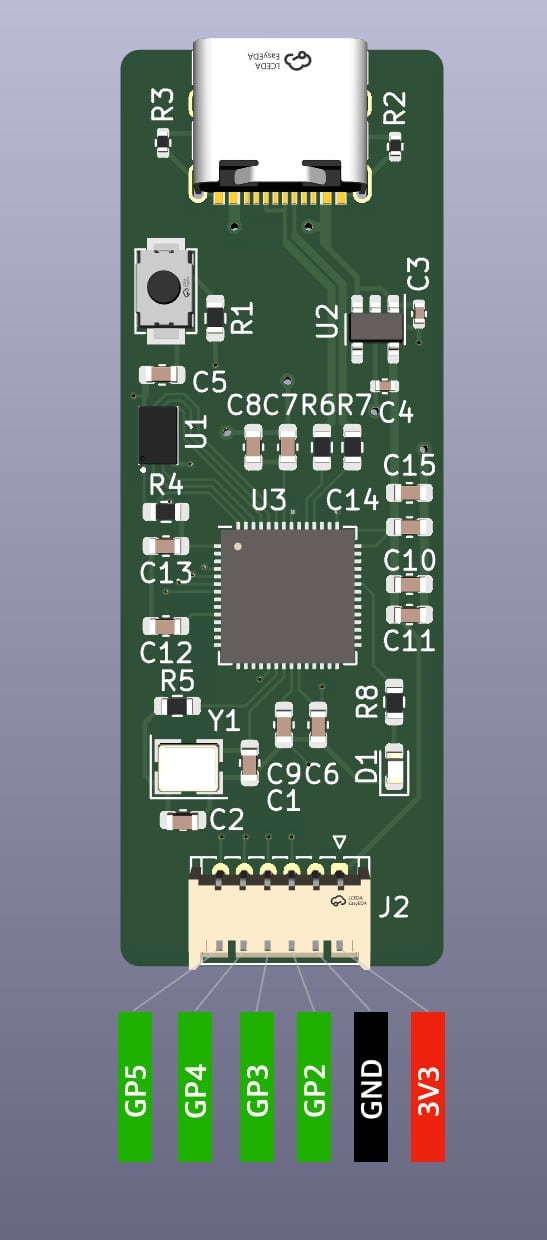 LCEDA
EasyEDA
R3
R2
C3
U2
R1
C5
C4
C8C7R6R7
U1
C15
R4
U3
C14
C13
C10
C12
C11
R5
R8
Y1
D1
C9C6
C1
C2
LCEDA
EasyEDA
J2
GP5
GP4
GP3
GP2
GND
3V3